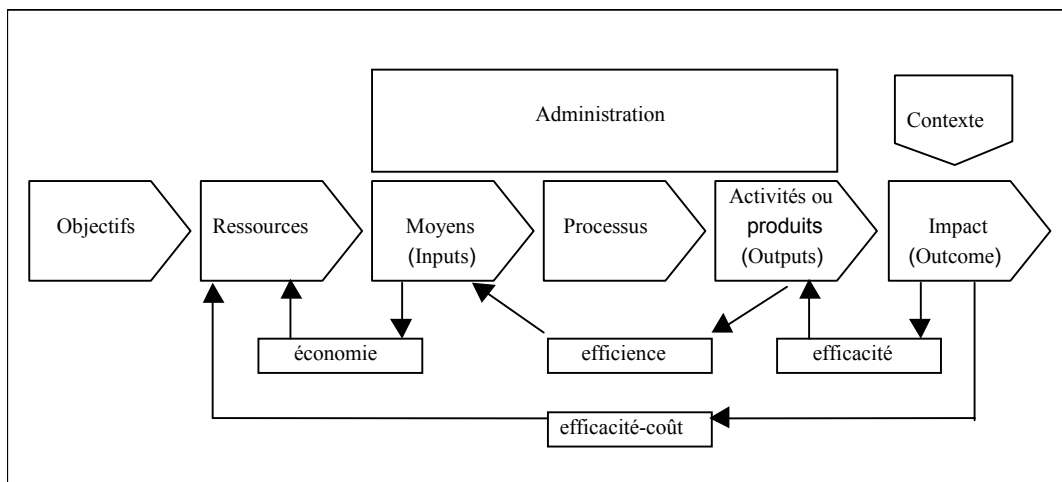 Administration
Contexte
Objectifs
Ressources
Moyens
(Inputs)
Processus
Activités ou
produits
(Outputs)
Impact
(Outcome)
économie
efficience
efficacité
efficacité-coût